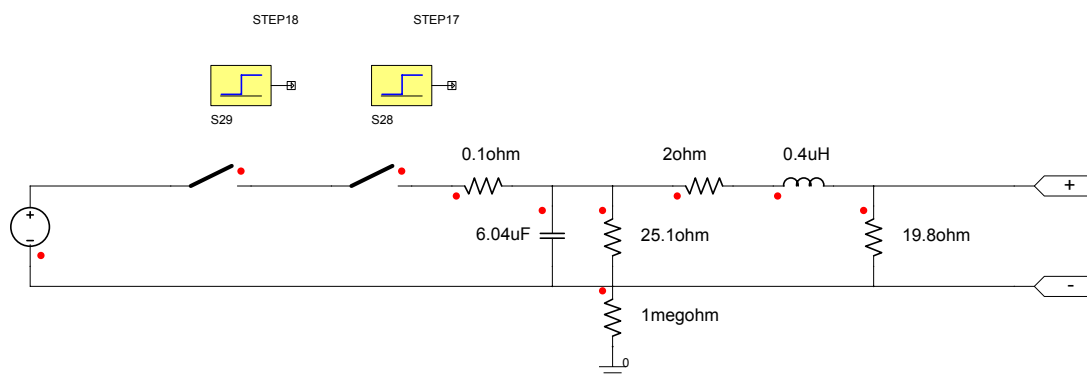 STEP18
STEP17
S29
S28
0.1ohm
2ohm
0.4uH
+
+
−
6.04uF
25.1ohm
19.8ohm
-
1megohm
0